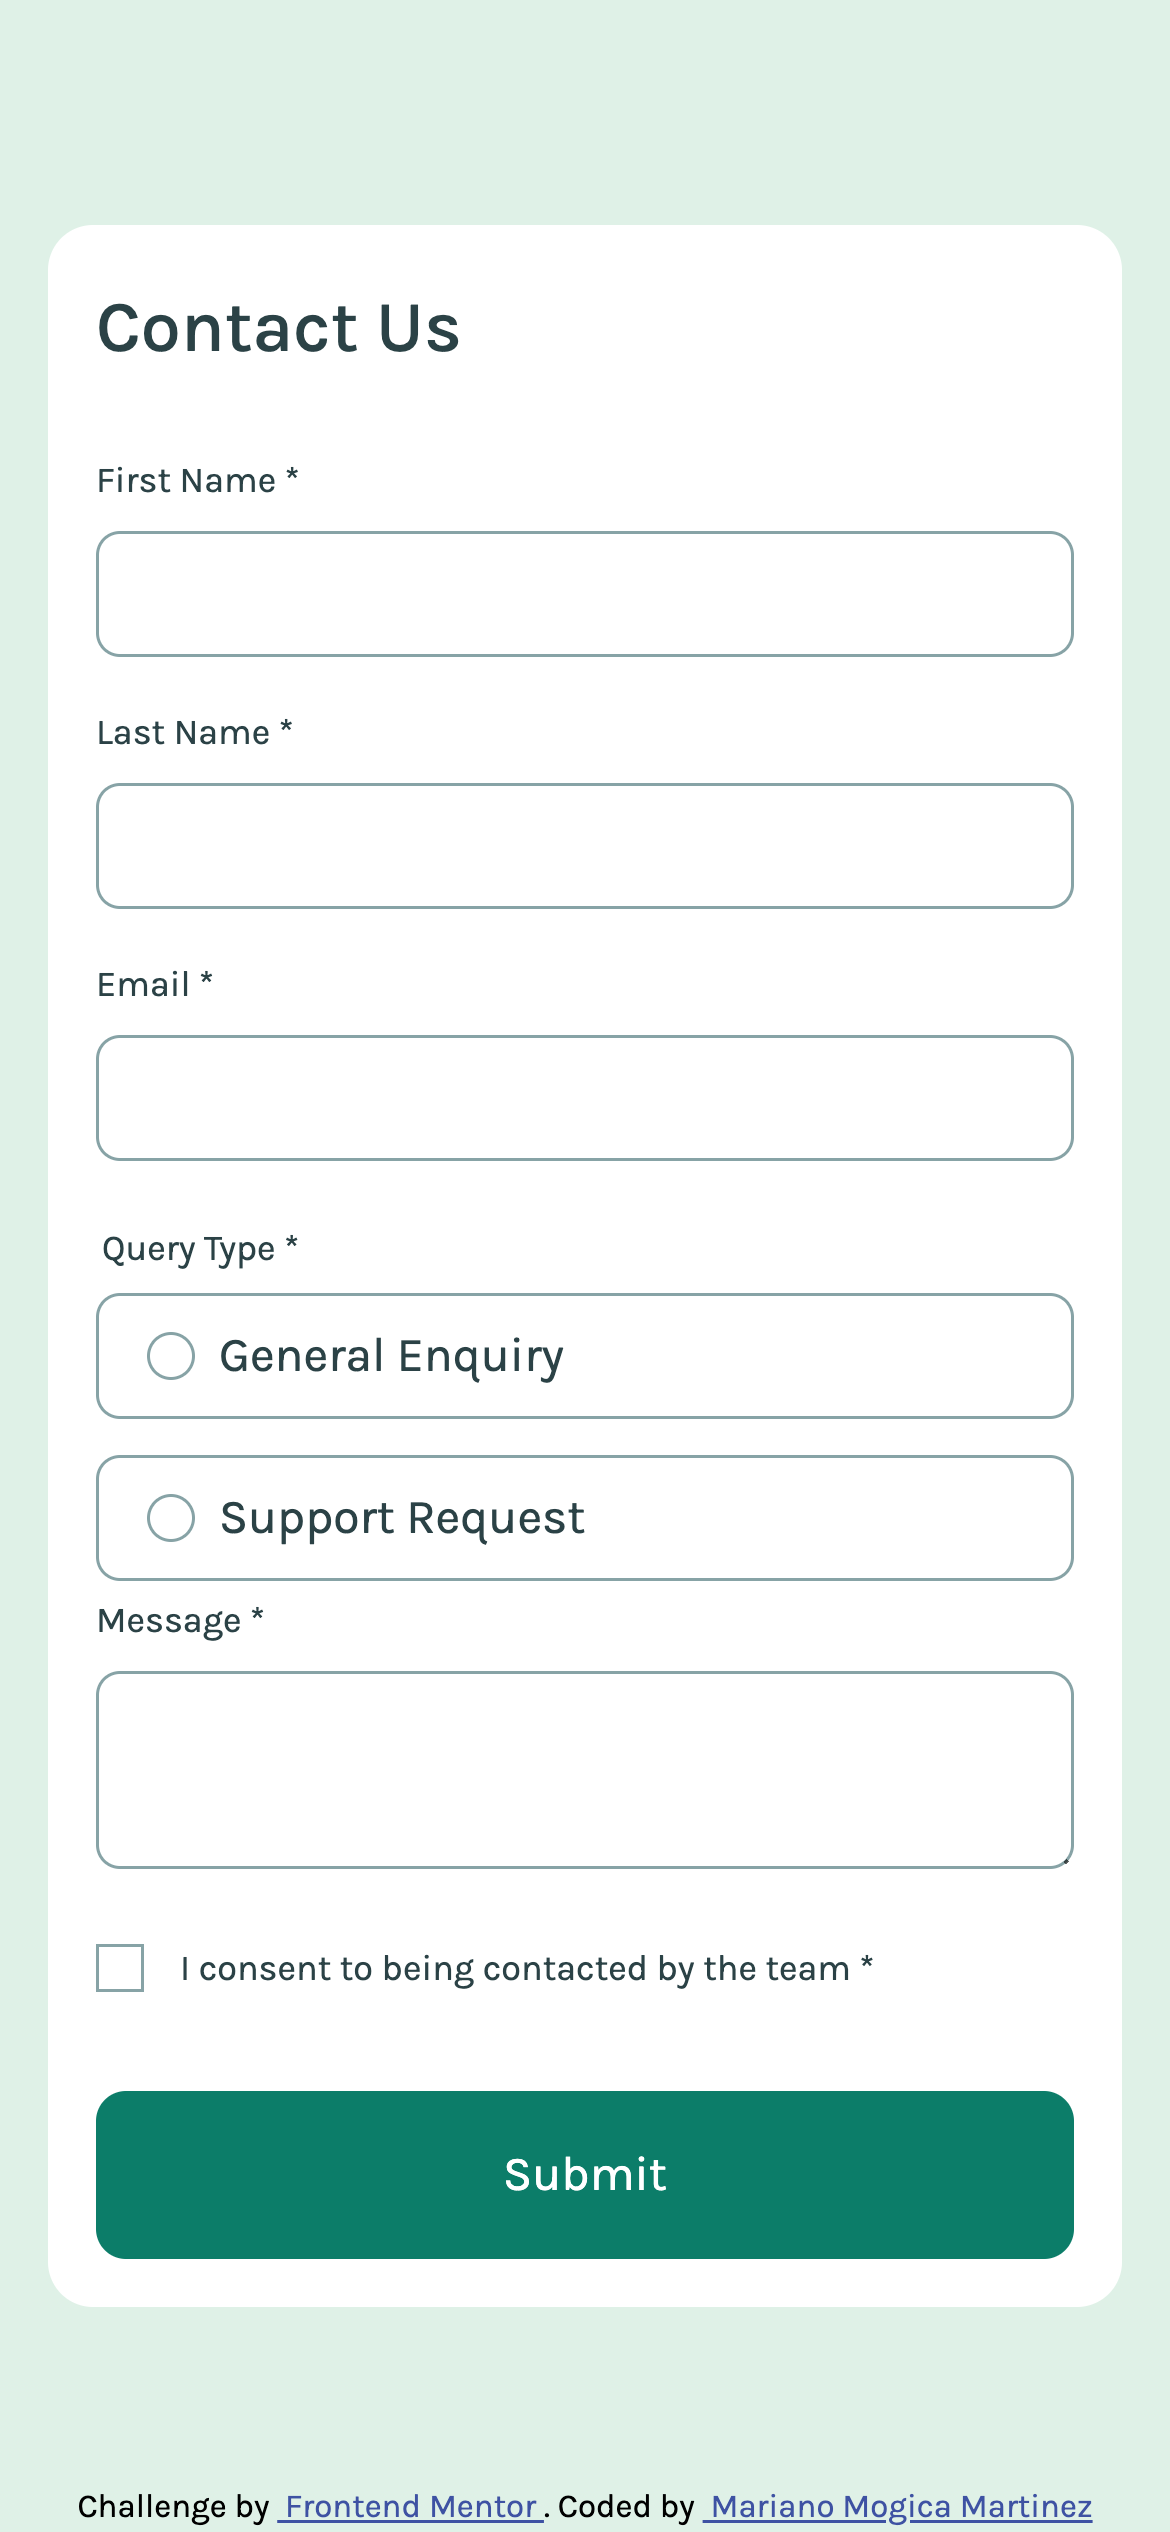 Contact Us
First Name *
Last Name *
Email *
Query Type *
General Enquiry
Support Request
Message *
I consent to being contacted by the team *
Submit
Challenge by Frontend Mentor . Coded by Mariano Mogica Martinez